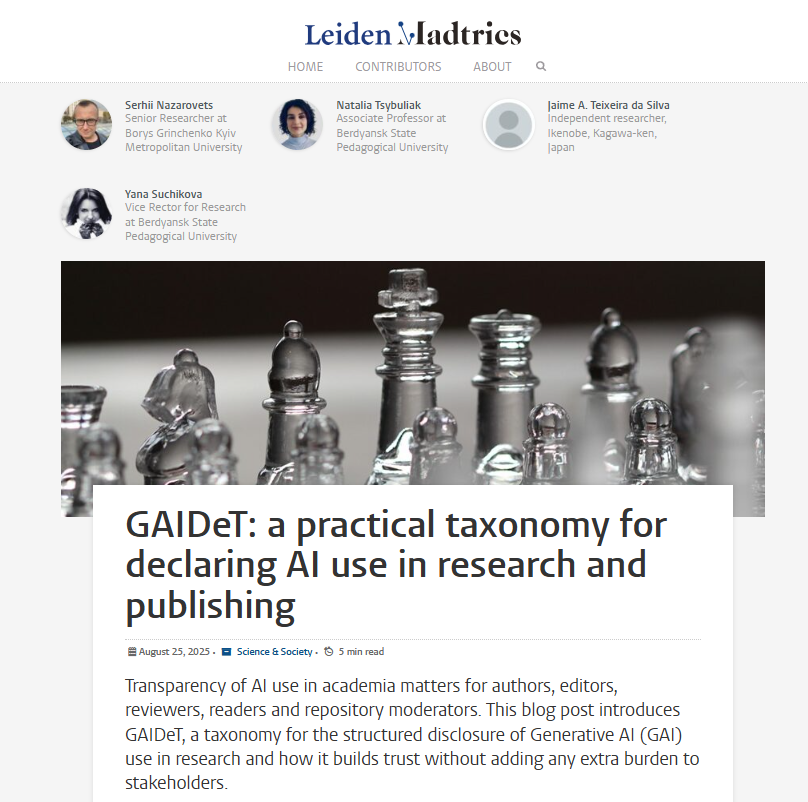 Leiden Madtrics
HOME CONTRIBUTORS ABOUT
Serhii Nazarovets
Senior Researcher at
Borys Grinchenko Kyiv
Metropolitan University
Natalia Tsybuliak
Associate Professor at
Berdyansk State
Pedagogical University
Jaime A. Teixeira da Silva
Independent researcher,
Ikenobe, Kagawa-ken,
Japan
Yana Suchikova
Vice Rector for Research
at Berdyansk State
Pedagogical University
GAIDeT: a practical taxonomy for
declaring AI use in research and
publishing
August 25, 2025 • Science & Society • 5 min read
Transparency of AI use in academia matters for authors, editors,
reviewers, readers and repository moderators. This blog post introduces
GAIDeT, a taxonomy for the structured disclosure of Generative AI (GAI)
use in research and how it builds trust without adding any extra burden to
stakeholders.